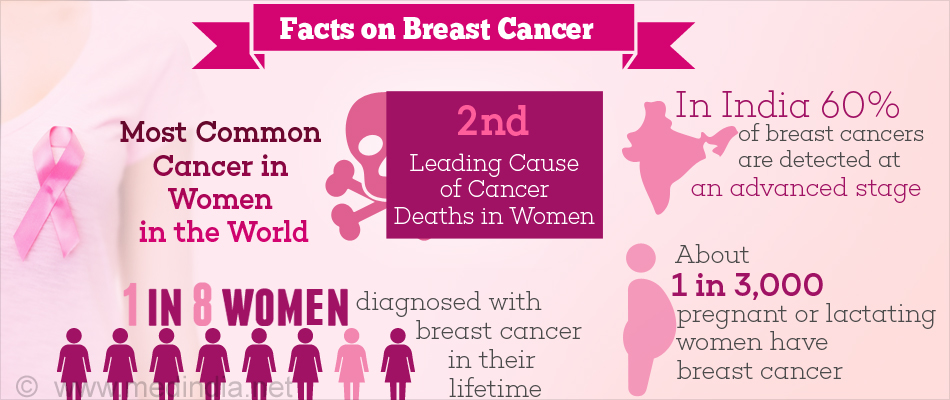 Facts on Breast Cancer
Most Common
Cancer in
Women
in the World
2nd
Leading Cause
of Cancer
Deaths in Women
In India 60%
of breast cancers
are detected at
an advanced stage
1 IN 8 WOMEN
diagnosed with
breast cancer
in their
lifetime
About
1 in 3,000
pregnant or lactating
women have
breast cancer
© www.medindia.net